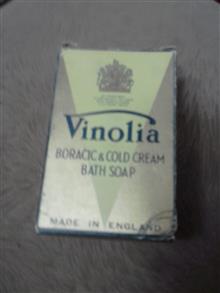 Vinolia
BORACIC & COLD CREAM
BATH SOAP
MADE IN ENGLAND